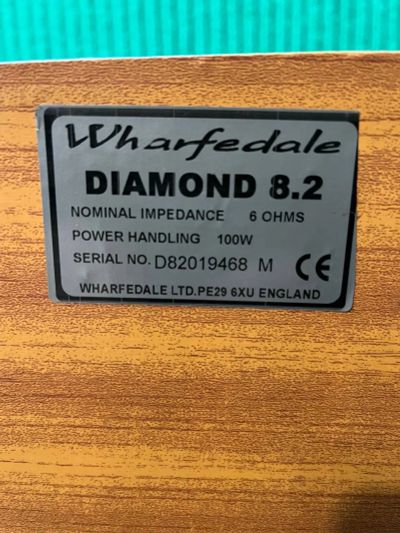 Wharfedale
DIAMOND 8.2
NOMINAL IMPEDANCE 6 OHMS
POWER HANDLING 100W
SERIAL NO. D82019468 M CE
WHARFEDALE LTD.PE29 6XU ENGLAND